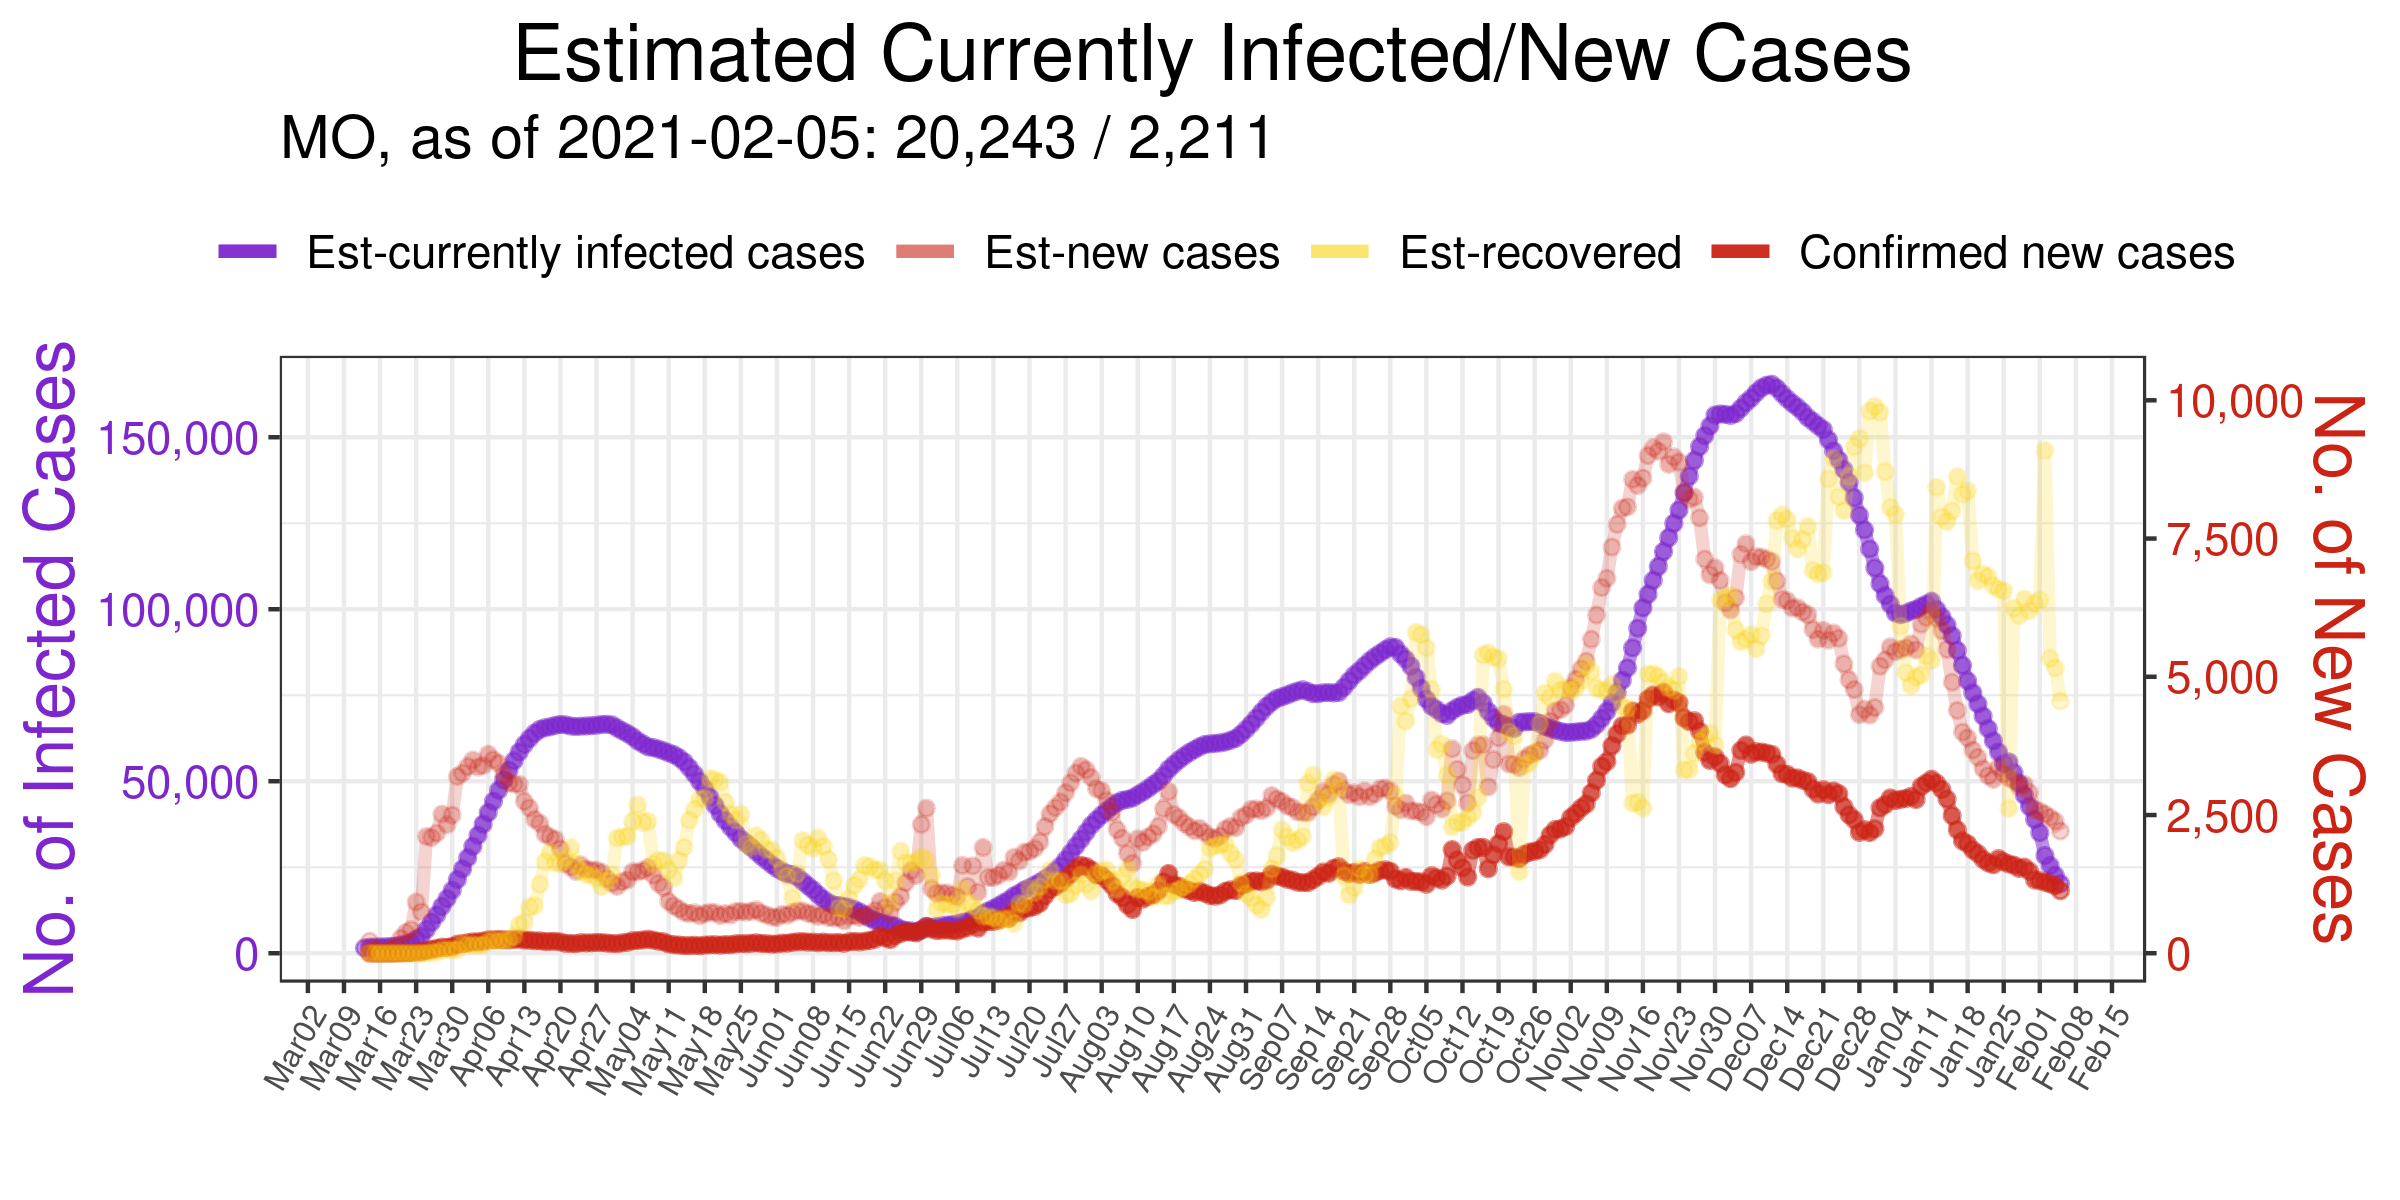 Estimated Currently Infected/New Cases
MO, as of 2021-02-05: 20,243 / 2,211
Est-currently infected cases Est-new cases Est-recovered Confirmed new cases
No. of Infected Cases
150,000
100,000
50,000
0
10,000
7,500
5,000
2,500
0
No. of New Cases
Mar02 Mar09 Mar16 Mar23 Mar30 Apr06 Apr13 Apr20 Apr27 May04 May11 May18 May25 Jun01 Jun08 Jun15 Jun22 Jun29 Jul06 Jul13 Jul20 Jul27 Aug03 Aug10 Aug17 Aug24 Aug31 Sep07 Sep14 Sep21 Sep28 Oct05 Oct12 Oct19 Oct26 Nov02 Nov09 Nov16 Nov23 Nov30 Dec07 Dec14 Dec21 Dec28 Jan04 Jan11 Jan18 Jan25 Feb01 Feb08 Feb15